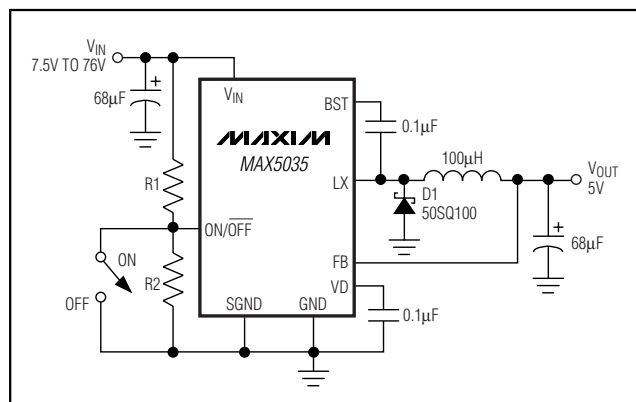 VIN
7.5V TO 76V
68µF
R1
ON/OFF
ON
OFF
R2
VIN
MAXIM
MAX5035
BST
LX
FB
VD
SGND
GND
0.1µF
100µH
D1
50SQ100
VOUT
5V
68µF
0.1µF